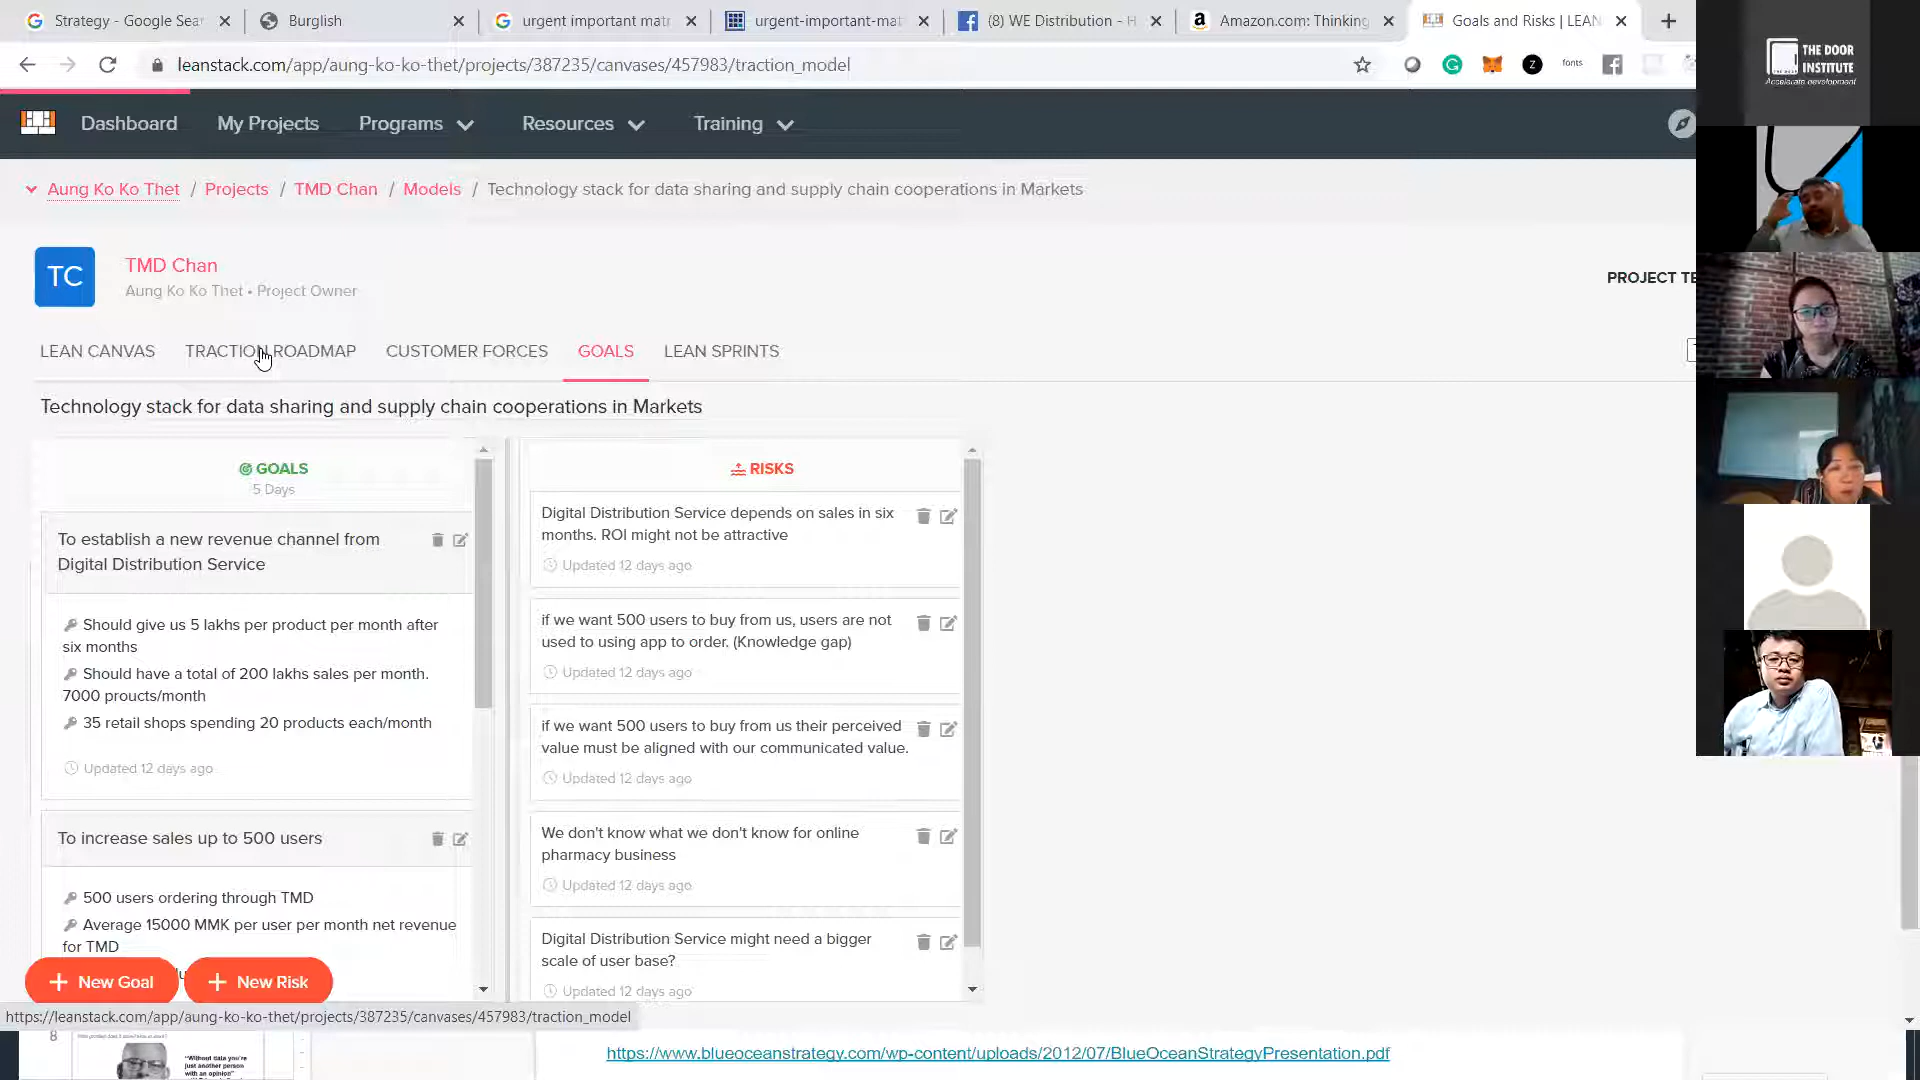 Strategy - Google Sear
Burglish
urgent important matr
urgent-important-mat
(8) WE Distribution - H
Amazon.com: Thinking
Goals and Risks | LEAN
leanstack.com/app/aung-ko-ko-thet/projects/387235/canvases/457983/traction_model
fonts
Dashboard
My Projects
Programs
Resources
Training
Aung Ko Ko Thet / Projects / TMD Chan / Models / Technology stack for data sharing and supply chain cooperations in Markets
TC
TMD Chan
Aung Ko Ko Thet • Project Owner
PROJECT TE
LEAN CANVAS
TRACTION ROADMAP
CUSTOMER FORCES
GOALS
LEAN SPRINTS
Technology stack for data sharing and supply chain cooperations in Markets
GOALS
5 Days
To establish a new revenue channel from
Digital Distribution Service
Should give us 5 lakhs per product per month after
six months
Should have a total of 200 lakhs sales per month.
7000 proucts/month
35 retail shops spending 20 products each/month
Updated 12 days ago
To increase sales up to 500 users
500 users ordering through TMD
Average 15000 MMK per user per month net revenue
for TMD
New Goal
New Risk
RISKS
Digital Distribution Service depends on sales in six
months. ROI might not be attractive
Updated 12 days ago
if we want 500 users to buy from us, users are not
used to using app to order. (Knowledge gap)
Updated 12 days ago
if we want 500 users to buy from us their perceived
value must be aligned with our communicated value.
Updated 12 days ago
We don't know what we don't know for online
pharmacy business
Updated 12 days ago
Digital Distribution Service might need a bigger
scale of user base?
Updated 12 days ago
https://leanstack.com/app/aung-ko-ko-thet/projects/387235/canvases/457983/traction_model
8
"Without data you're
just another person
with an opinion"
https://www.blueoceanstrategy.com/wp-content/uploads/2012/07/BlueOceanStrategyPresentation.pdf
THE DOOR
INSTITUTE
Accelerate development